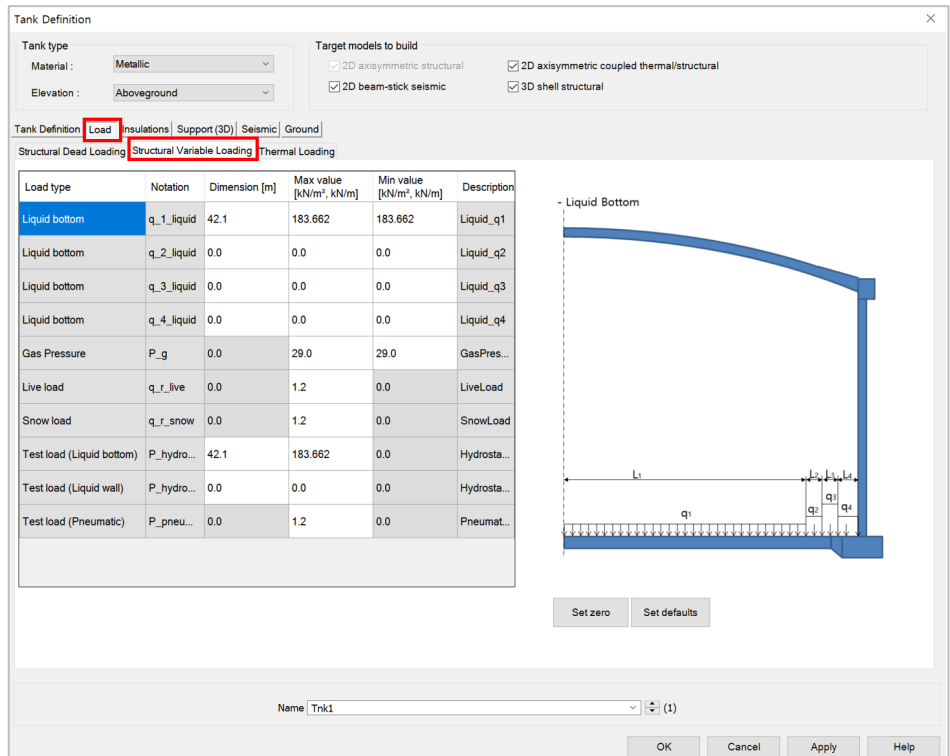 Tank Definition
Tank type
Material : Metallic
Elevation : Aboveground
Target models to build
2D axisymmetric structural 2D axisymmetric coupled thermal/structural
2D beam-stick seismic 3D shell structural
Tank Definition Load Insulations Support (3D) Seismic Ground
Structural Dead Loading Structural Variable Loading Thermal Loading
Load type Notation Dimension [m] Max value [kN/m², kN/m] Min value [kN/m², kN/m] Description
Liquid bottom q_1_liquid 42.1 183.662 183.662 Liquid_q1
Liquid bottom q_2_liquid 0.0 0.0 0.0 Liquid_q2
Liquid bottom q_3_liquid 0.0 0.0 0.0 Liquid_q3
Liquid bottom q_4_liquid 0.0 0.0 0.0 Liquid_q4
Gas Pressure P_g 0.0 29.0 29.0 GasPres...
Live load q_r_live 0.0 1.2 0.0 LiveLoad
Snow load q_r_snow 0.0 1.2 0.0 SnowLoad
Test load (Liquid bottom) P_hydro... 42.1 183.662 0.0 Hydrosta...
Test load (Liquid wall) P_hydro... 0.0 0.0 0.0 Hydrosta...
Test load (Pneumatic) P_pneu... 0.0 1.2 0.0 Pneumat...
- Liquid Bottom
L1 L2 L3 L4
q1 q2 q3 q4
Set zero Set defaults
Name Tnk1 (1)
OK Cancel Apply Help